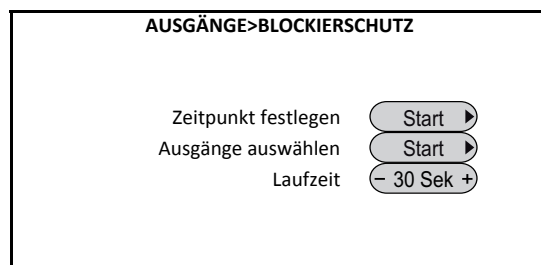 AUSGÄNGE>BLOCKIERSCHUTZ
Zeitpunkt festlegen Start ▶
Ausgänge auswählen Start ▶
Laufzeit − 30 Sek +